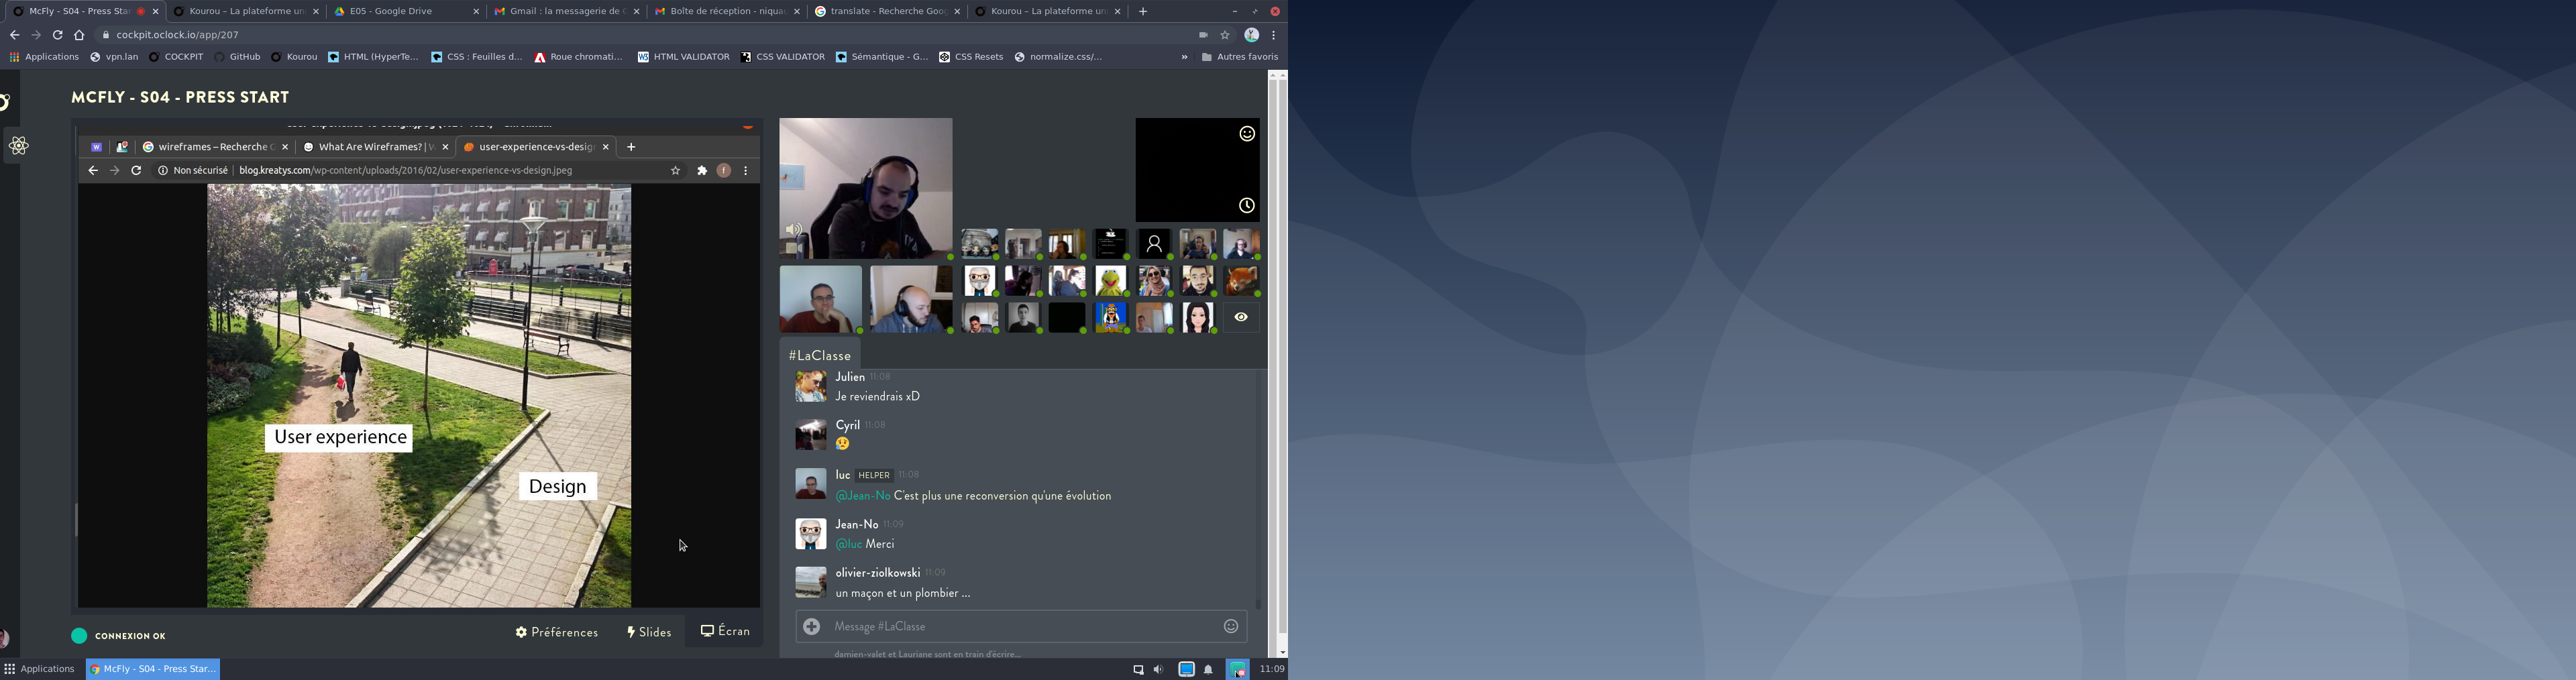 McFly - S04 - Press Star
Kourou – La plateforme un
E05 - Google Drive
Gmail : la messagerie de G
Boîte de réception - niqua
translate - Recherche Goog
Kourou – La plateforme un
cockpit.oclock.io/app/207
Applications
vpn.lan
COCKPIT
GitHub
Kourou
HTML (HyperTe...
CSS : Feuilles d...
Roue chromati...
HTML VALIDATOR
CSS VALIDATOR
Sémantique - G...
CSS Resets
normalize.css/...
»
Autres favoris
MCFLY - S04 - PRESS START
wireframes – Recherche G
What Are Wireframes? | W
user-experience-vs-design
Non sécurisé
blog.kreatys.com/wp-content/uploads/2016/02/user-experience-vs-design.jpeg
User experience
Design
#LaClasse
Julien 11:08
Je reviendrais xD
Cyril 11:08
luc HELPER 11:08
@Jean-No C'est plus une reconversion qu'une évolution
Jean-No 11:09
@luc Merci
olivier-ziolkowski 11:09
un maçon et un plombier ...
Message #LaClasse
damien-valet et Lauriane sont en train d'écrire...
CONNEXION OK
Préférences
Slides
Écran
Applications
McFly - S04 - Press Star...
11:09